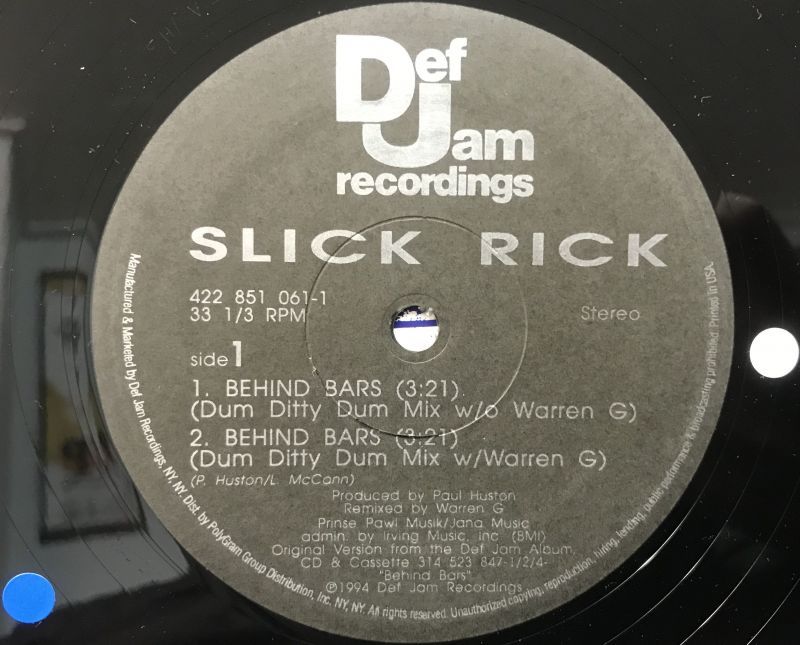 Def
Jam
recordings
SLICK RICK
422 851 061-1
33 1/3 RPM
Stereo
side 1
1. BEHIND BARS (3:21)
(Dum Ditty Dum Mix w/o Warren G)
2. BEHIND BARS (3:21)
(Dum Ditty Dum Mix w/Warren G)
(P. Huston/L. McCann)
Produced by Paul Huston
Remixed by Warren G
Prinse Pawl Musik/Jana Music
admin. by Irving Music, Inc (BMI)
Original Version from the Def Jam Album,
CD & Cassette 314 523 847-1/2/4-
"Behind Bars"
℗1994 Def Jam Recordings
Manufactured & Marketed by Def Jam Recordings, NY, NY. Dist. by PolyGram Group Distribution, Inc. NY, NY. All rights reserved. Unauthorized copying, reproduction, hiring, lending, public performance & broadcasting prohibited. Printed in USA.